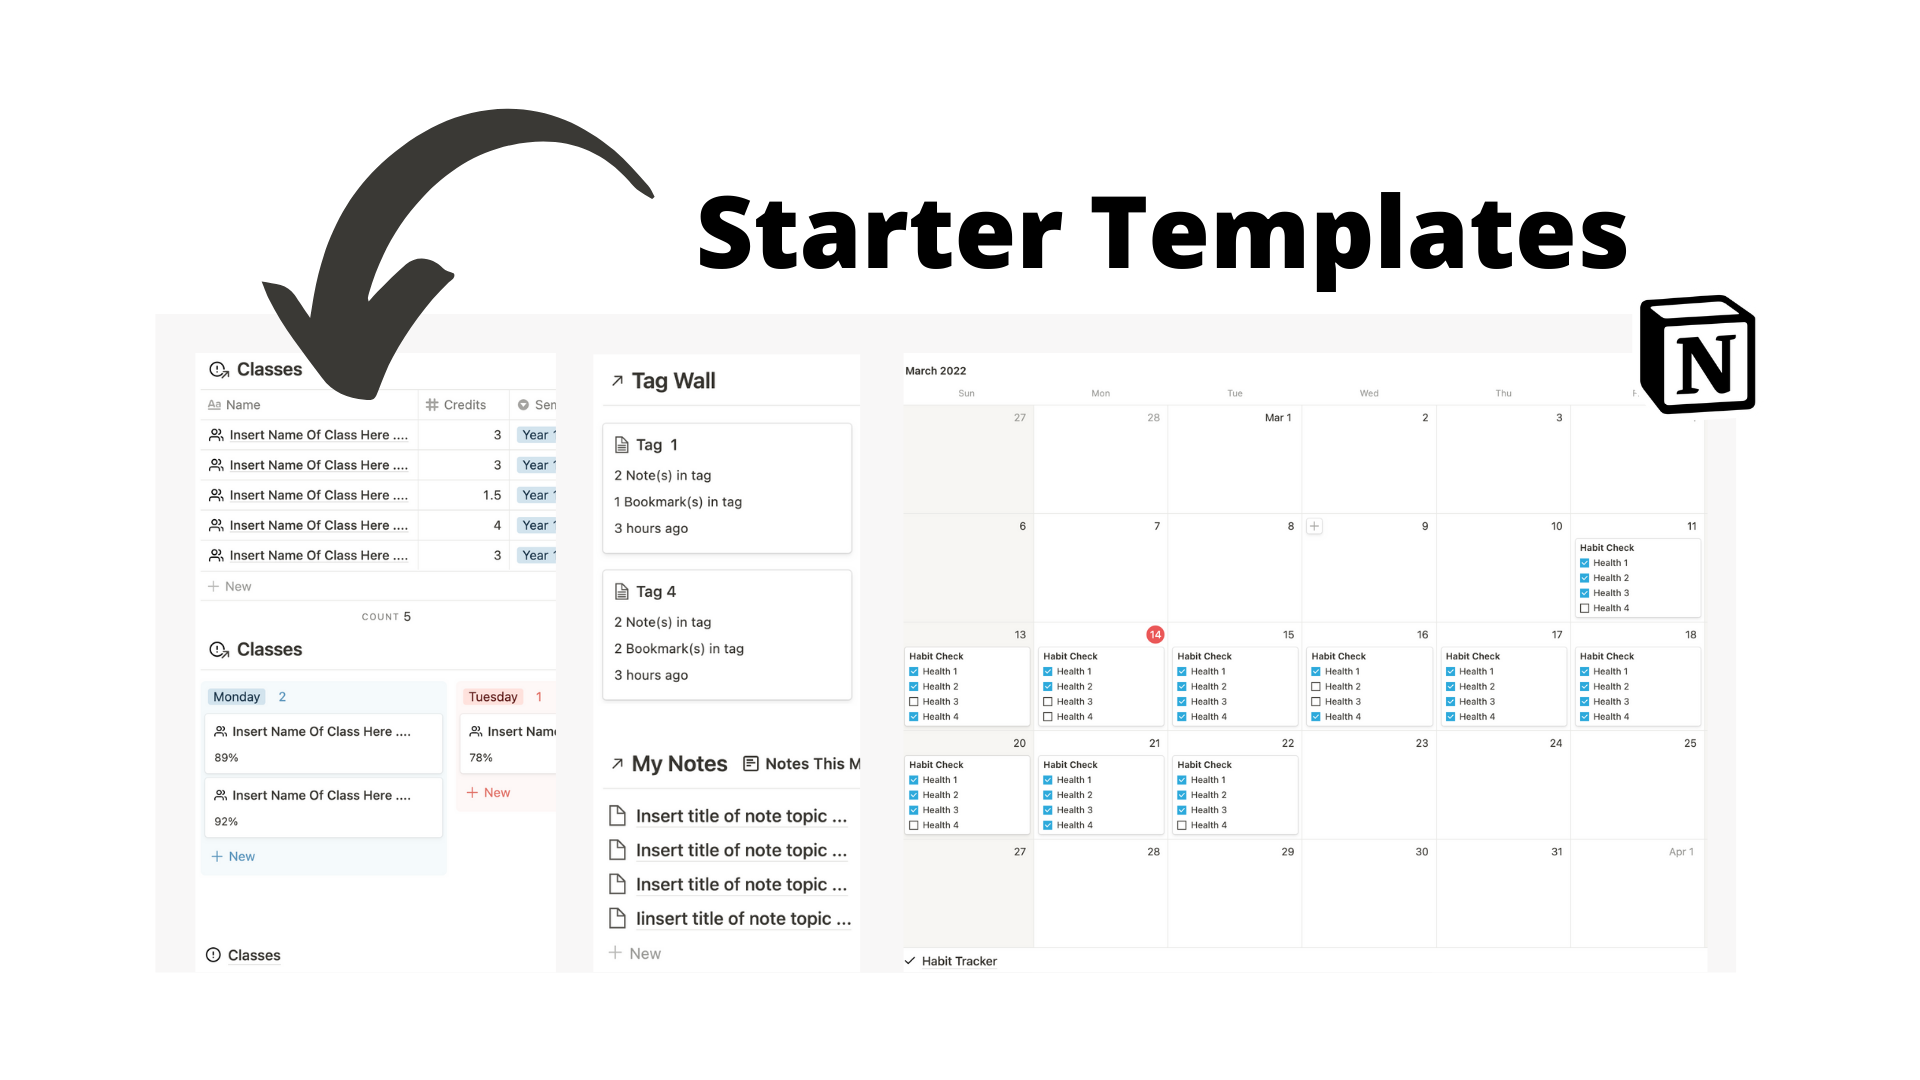 Starter Templates
N
Classes
Aa Name
# Credits
Insert Name Of Class Here ....
3
Year 1
Insert Name Of Class Here ....
3
Year 1
Insert Name Of Class Here ....
1.5
Year 1
Insert Name Of Class Here ....
4
Year 1
Insert Name Of Class Here ....
3
Year 1
+ New
COUNT 5
Classes
Monday 2
Insert Name Of Class Here ....
89%
Insert Name Of Class Here ....
92%
+ New
Tuesday 1
Insert Name
78%
+ New
Classes
Tag Wall
Tag 1
2 Note(s) in tag
1 Bookmark(s) in tag
3 hours ago
Tag 4
2 Note(s) in tag
2 Bookmark(s) in tag
3 hours ago
My Notes
Notes This M
Insert title of note topic ...
Insert title of note topic ...
Insert title of note topic ...
Iinsert title of note topic ...
+ New
March 2022
Sun Mon Tue Wed Thu
27 28 Mar 1 2 3
6 7 8 + 9 10 11
Habit Check
Health 1
Health 2
Health 3
Health 4
13 14 15 16 17 18
Habit Check Habit Check Habit Check Habit Check Habit Check Habit Check
Health 1 Health 1 Health 1 Health 1 Health 1 Health 1
Health 2 Health 2 Health 2 Health 2 Health 2 Health 2
Health 3 Health 3 Health 3 Health 3 Health 3 Health 3
Health 4 Health 4 Health 4 Health 4 Health 4 Health 4
20 21 22 23 24 25
Habit Check Habit Check Habit Check
Health 1 Health 1 Health 1
Health 2 Health 2 Health 2
Health 3 Health 3 Health 3
Health 4 Health 4 Health 4
27 28 29 30 31 Apr 1
Habit Tracker